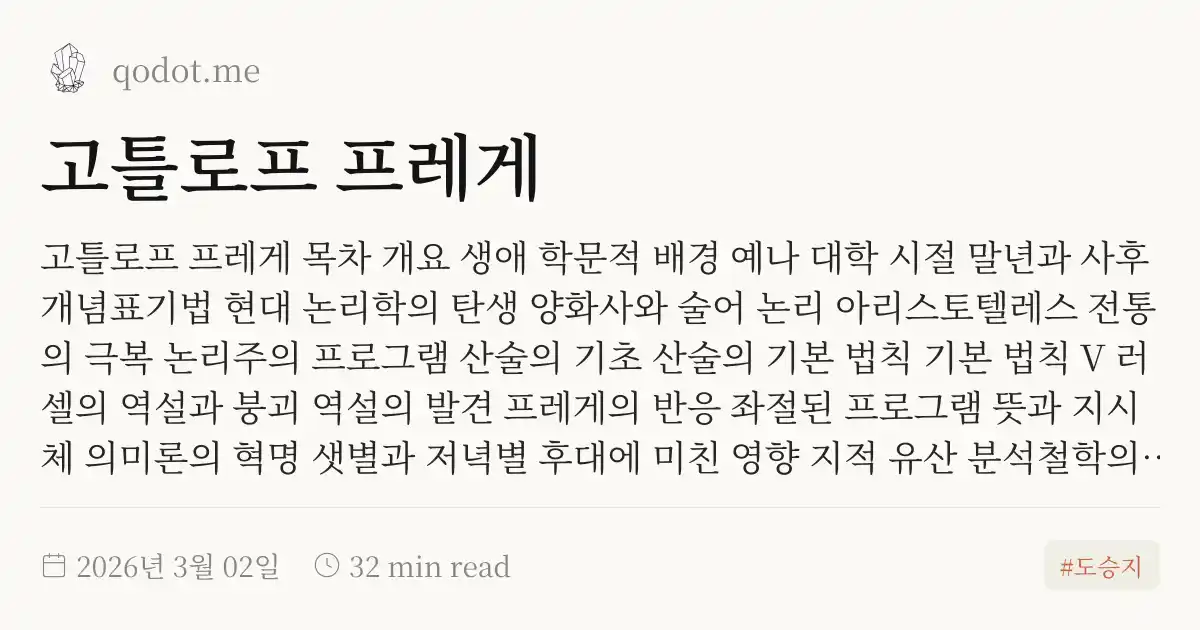 qodot.me
고틀로프 프레게
고틀로프 프레게 목차 개요 생애 학문적 배경 예나 대학 시절 말년과 사후
개념표기법 현대 논리학의 탄생 양화사와 술어 논리 아리스토텔레스 전통
의 극복 논리주의 프로그램 산술의 기초 산술의 기본 법칙 기본 법칙 V 러
셀의 역설과 붕괴 역설의 발견 프레게의 반응 좌절된 프로그램 뜻과 지시
체 의미론의 혁명 샛별과 저녁별 후대에 미친 영향 지적 유산 분석철학의··
2026년 3월 02일 32 min read
#도승지